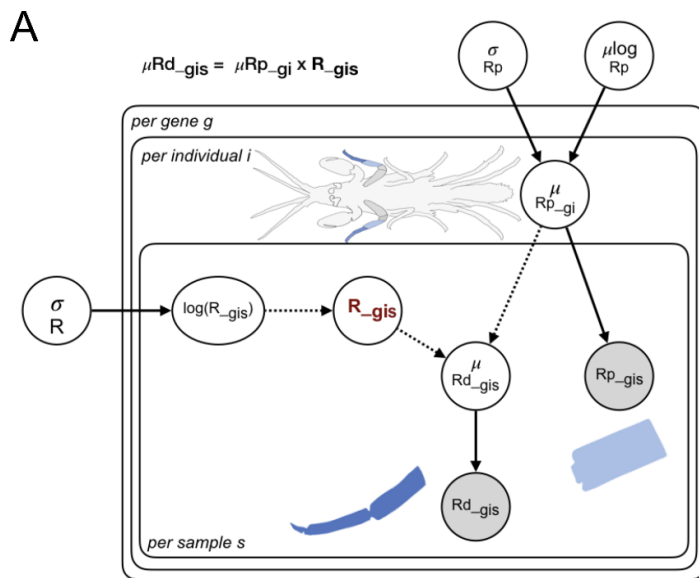 A
μRd_gis = μRp_gi x R_gis
σ
Rp
μlog
Rp
per gene g
per individual i
μ
Rp_gi
σ
R
log(R_gis)
R_gis
μ
Rd_gis
Rp_gis
Rd_gis
per sample s